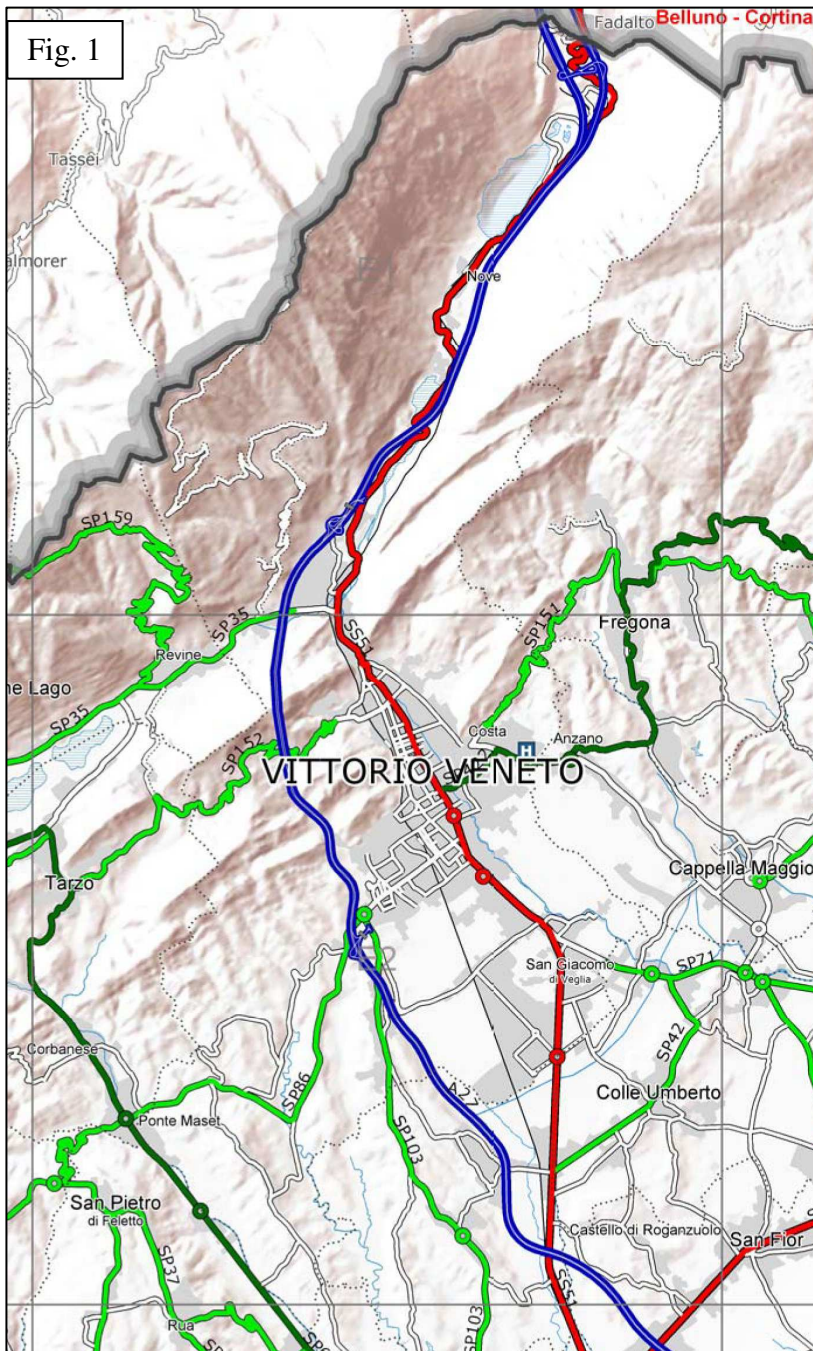 Fig. 1
Fadalto
Belluno - Cortina
Tassei
almorer
Nove
SP159
SP35
SS51
SP151
Fregona
Revine
ne Lago
SP35
Costa
H
Anzano
SP152
VITTORIO VENETO
Tarzo
Cappella Maggio
San Giacomo
di Veglia
SP71
SP42
Corbanese
SP86
A27
Colle Umberto
Ponte Maset
SP103
San Pietro
di Feletto
Castello di Roganzuolo
San Fior
SP37
SS51
Rua
SP103